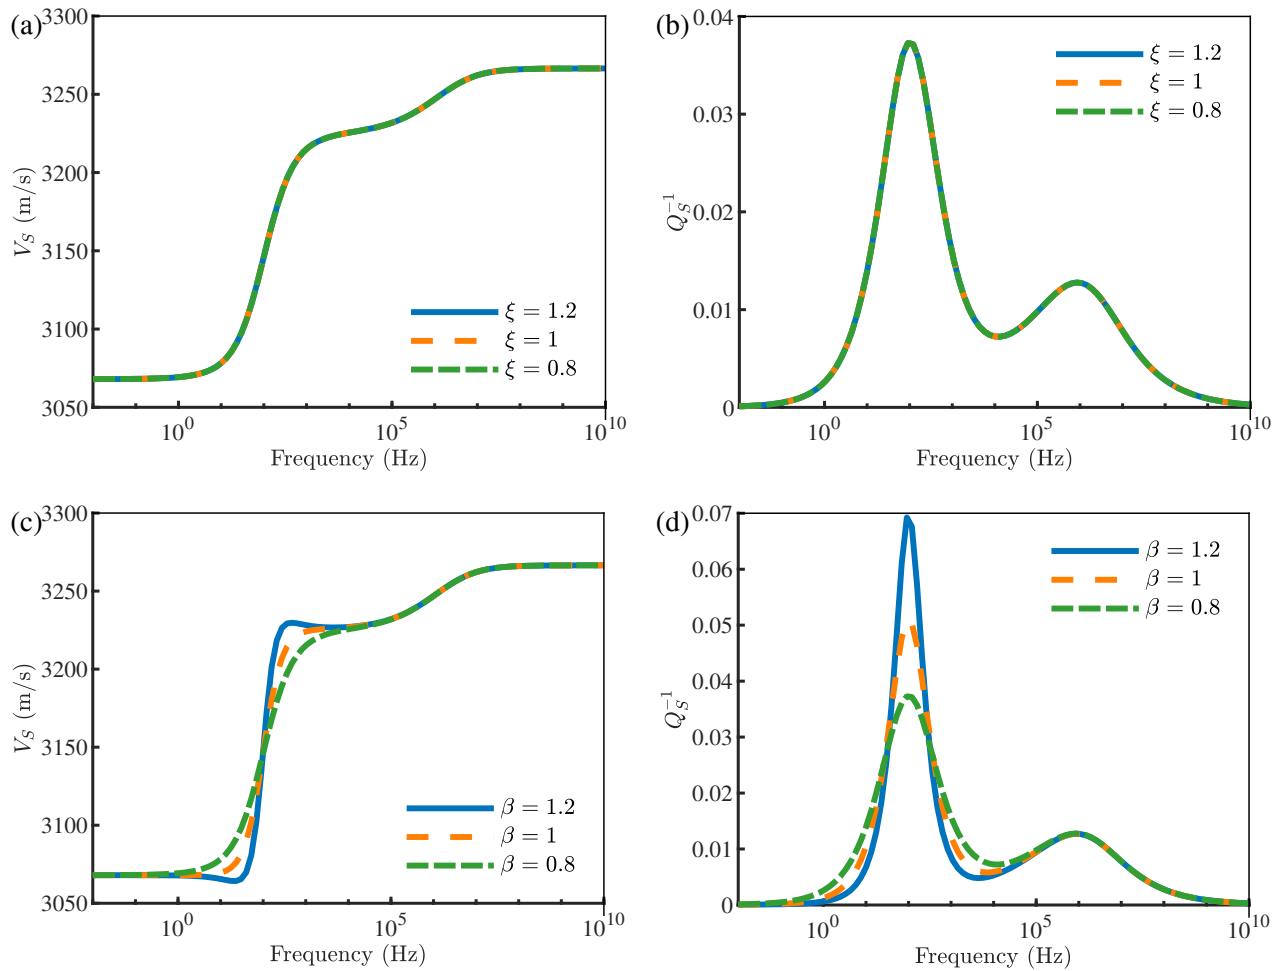 (a)
3300
3250
3200
3150
3100
3050
V_S (m/s)
ξ = 1.2
ξ = 1
ξ = 0.8
10^0
10^5
10^10
Frequency (Hz)
(b)
0.04
0.03
0.02
0.01
0
Q_S^−1
ξ = 1.2
ξ = 1
ξ = 0.8
10^0
10^5
10^10
Frequency (Hz)
(c)
3300
3250
3200
3150
3100
3050
V_S (m/s)
β = 1.2
β = 1
β = 0.8
10^0
10^5
10^10
Frequency (Hz)
(d)
0.07
0.06
0.05
0.04
0.03
0.02
0.01
0
Q_S^−1
β = 1.2
β = 1
β = 0.8
10^0
10^5
10^10
Frequency (Hz)